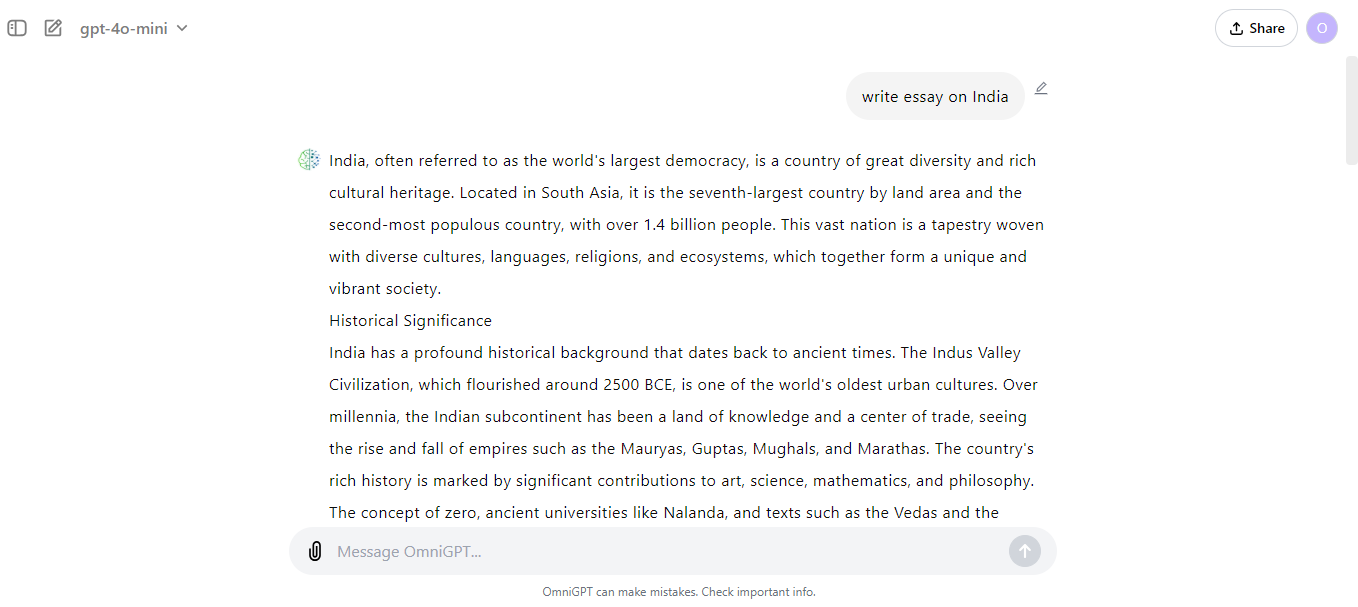 gpt-4o-mini
Share
O
write essay on India
India, often referred to as the world's largest democracy, is a country of great diversity and rich
cultural heritage. Located in South Asia, it is the seventh-largest country by land area and the
second-most populous country, with over 1.4 billion people. This vast nation is a tapestry woven
with diverse cultures, languages, religions, and ecosystems, which together form a unique and
vibrant society.
Historical Significance
India has a profound historical background that dates back to ancient times. The Indus Valley
Civilization, which flourished around 2500 BCE, is one of the world's oldest urban cultures. Over
millennia, the Indian subcontinent has been a land of knowledge and a center of trade, seeing
the rise and fall of empires such as the Mauryas, Guptas, Mughals, and Marathas. The country's
rich history is marked by significant contributions to art, science, mathematics, and philosophy.
The concept of zero, ancient universities like Nalanda, and texts such as the Vedas and the
Message OmniGPT...
OmniGPT can make mistakes. Check important info.